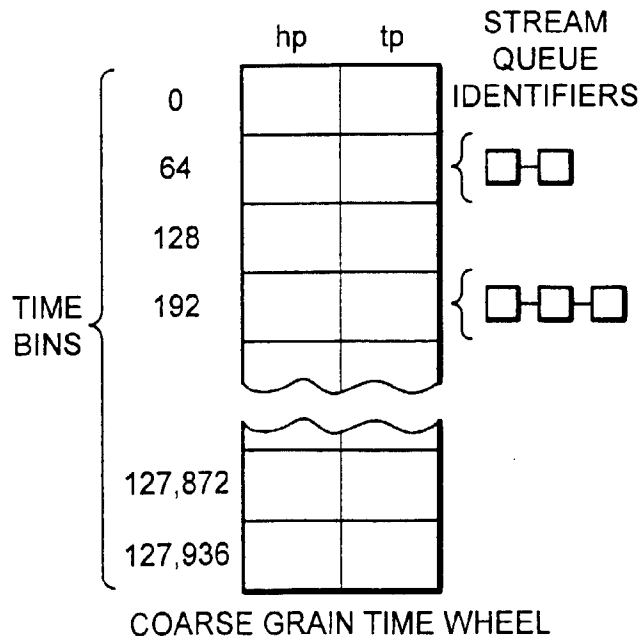 hp tp STREAM
QUEUE
IDENTIFIERS
0
64
128
192
TIME
BINS
127,872
127,936
COARSE GRAIN TIME WHEEL